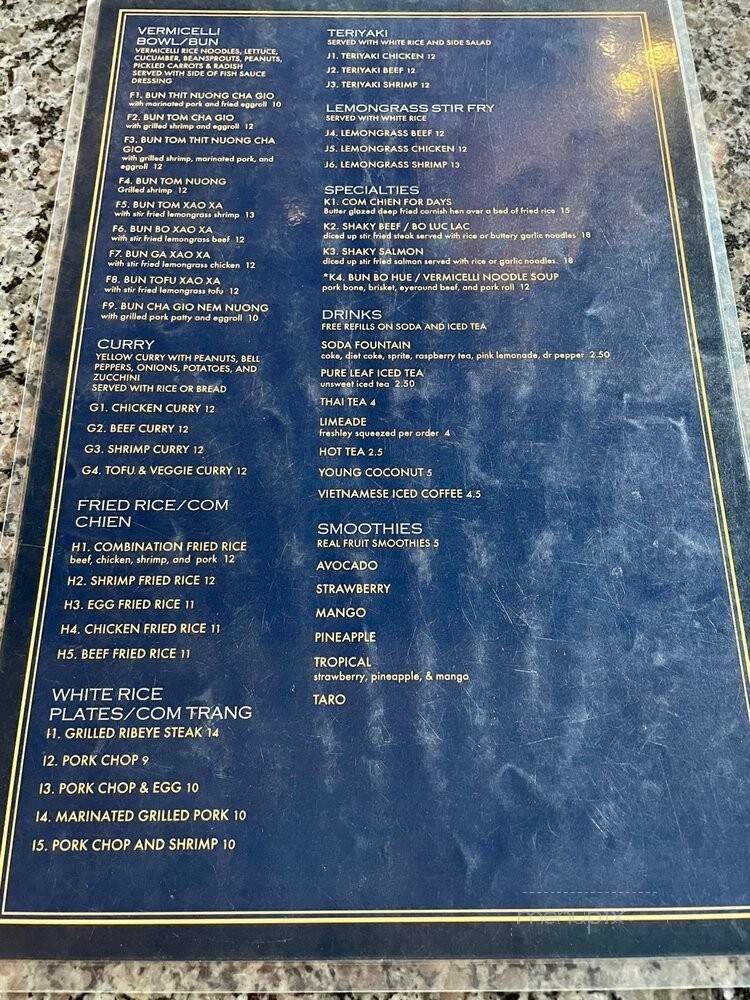 VERMICELLI
BOWL/BUN
VERMICELLI RICE NOODLES, LETTUCE,
CUCUMBER, BEANSPROUTS, PEANUTS,
PICKLED CARROTS & RADISH
SERVED WITH SIDE OF FISH SAUCE
DRESSING
F1. BUN THIT NUONG CHA GIO
with marinated pork and fried eggroll 10
F2. BUN TOM CHA GIO
with grilled shrimp and eggroll 12
F3. BUN TOM THIT NUONG CHA
GIO
with grilled shrimp, marinated pork, and
eggroll 12
F4. BUN TOM NUONG
Grilled shrimp 12
F5. BUN TOM XAO XA
with stir fried lemongrass shrimp 13
F6. BUN BO XAO XA
with stir fried lemongrass beef 12
F7. BUN GA XAO XA
with stir fried lemongrass chicken 12
F8. BUN TOFU XAO XA
with stir fried lemongrass tofu 12
F9. BUN CHA GIO NEM NUONG
with grilled pork patty and eggroll 10
CURRY
YELLOW CURRY WITH PEANUTS, BELL
PEPPERS, ONIONS, POTATOES, AND
ZUCCHINI
SERVED WITH RICE OR BREAD
G1. CHICKEN CURRY 12
G2. BEEF CURRY 12
G3. SHRIMP CURRY 12
G4. TOFU & VEGGIE CURRY 12
FRIED RICE/COM
CHIEN
H1. COMBINATION FRIED RICE
beef, chicken, shrimp, and pork 12
H2. SHRIMP FRIED RICE 12
H3. EGG FRIED RICE 11
H4. CHICKEN FRIED RICE 11
H5. BEEF FRIED RICE 11
WHITE RICE
PLATES/COM TRANG
I1. GRILLED RIBEYE STEAK 14
I2. PORK CHOP 9
I3. PORK CHOP & EGG 10
I4. MARINATED GRILLED PORK 10
I5. PORK CHOP AND SHRIMP 10
TERIYAKI
SERVED WITH WHITE RICE AND SIDE SALAD
J1. TERIYAKI CHICKEN 12
J2. TERIYAKI BEEF 12
J3. TERIYAKI SHRIMP 12
LEMONGRASS STIR FRY
SERVED WITH WHITE RICE
J4. LEMONGRASS BEEF 12
J5. LEMONGRASS CHICKEN 12
J6. LEMONGRASS SHRIMP 13
SPECIALTIES
K1. COM CHIEN FOR DAYS
Butter glazed deep fried cornish hen over a bed of fried rice 15
K2. SHAKY BEEF / BO LUC LAC
diced up stir fried steak served with rice or buttery garlic noodles 18
K3. SHAKY SALMON
diced up stir fried salmon served with rice or garlic noodles. 18
*K4. BUN BO HUE / VERMICELLI NOODLE SOUP
pork bone, brisket, eyeround beef, and pork roll 12
DRINKS
FREE REFILLS ON SODA AND ICED TEA
SODA FOUNTAIN
coke, diet coke, sprite, raspberry tea, pink lemonade, dr pepper 2.50
PURE LEAF ICED TEA
unsweet iced tea 2.50
THAI TEA 4
LIMEADE
freshley squeezed per order 4
HOT TEA 2.5
YOUNG COCONUT 5
VIETNAMESE ICED COFFEE 4.5
SMOOTHIES
REAL FRUIT SMOOTHIES 5
AVOCADO
STRAWBERRY
MANGO
PINEAPPLE
TROPICAL
strawberry, pineapple, & mango
TARO
menupix